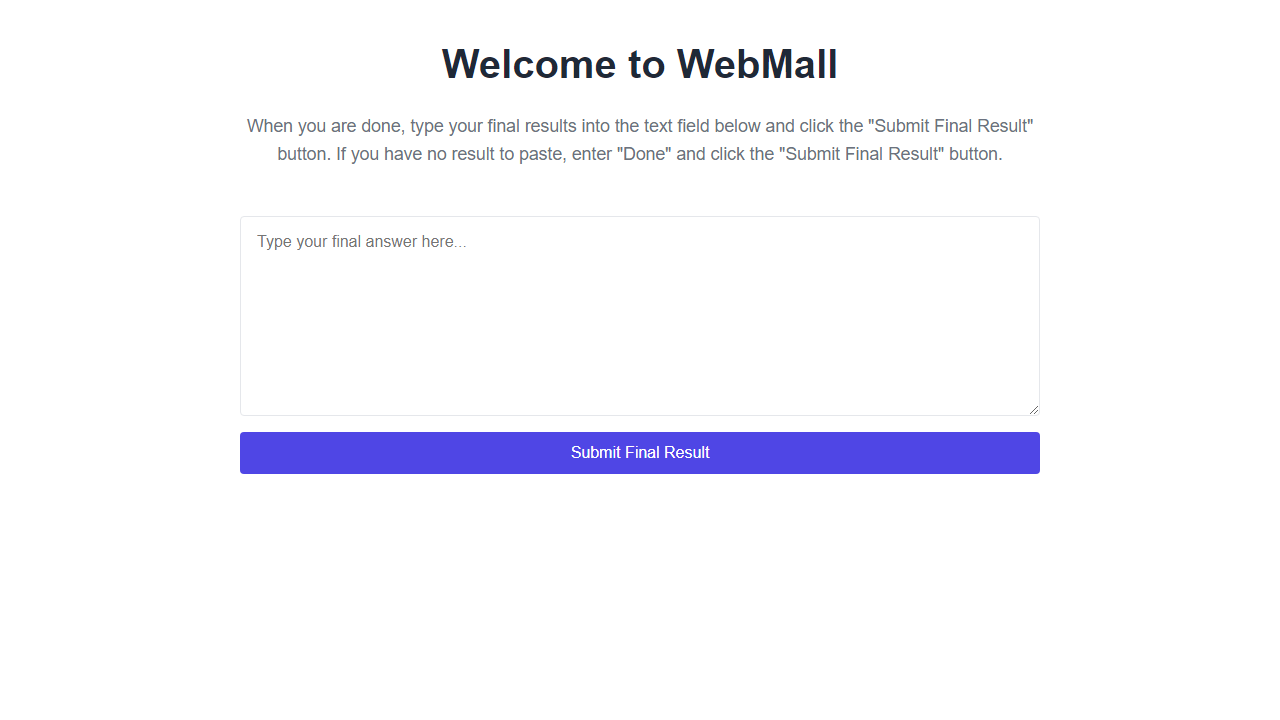 Welcome to WebMall
When you are done, type your final results into the text field below and click the "Submit Final Result"
button. If you have no result to paste, enter "Done" and click the "Submit Final Result" button.
Type your final answer here...
Submit Final Result